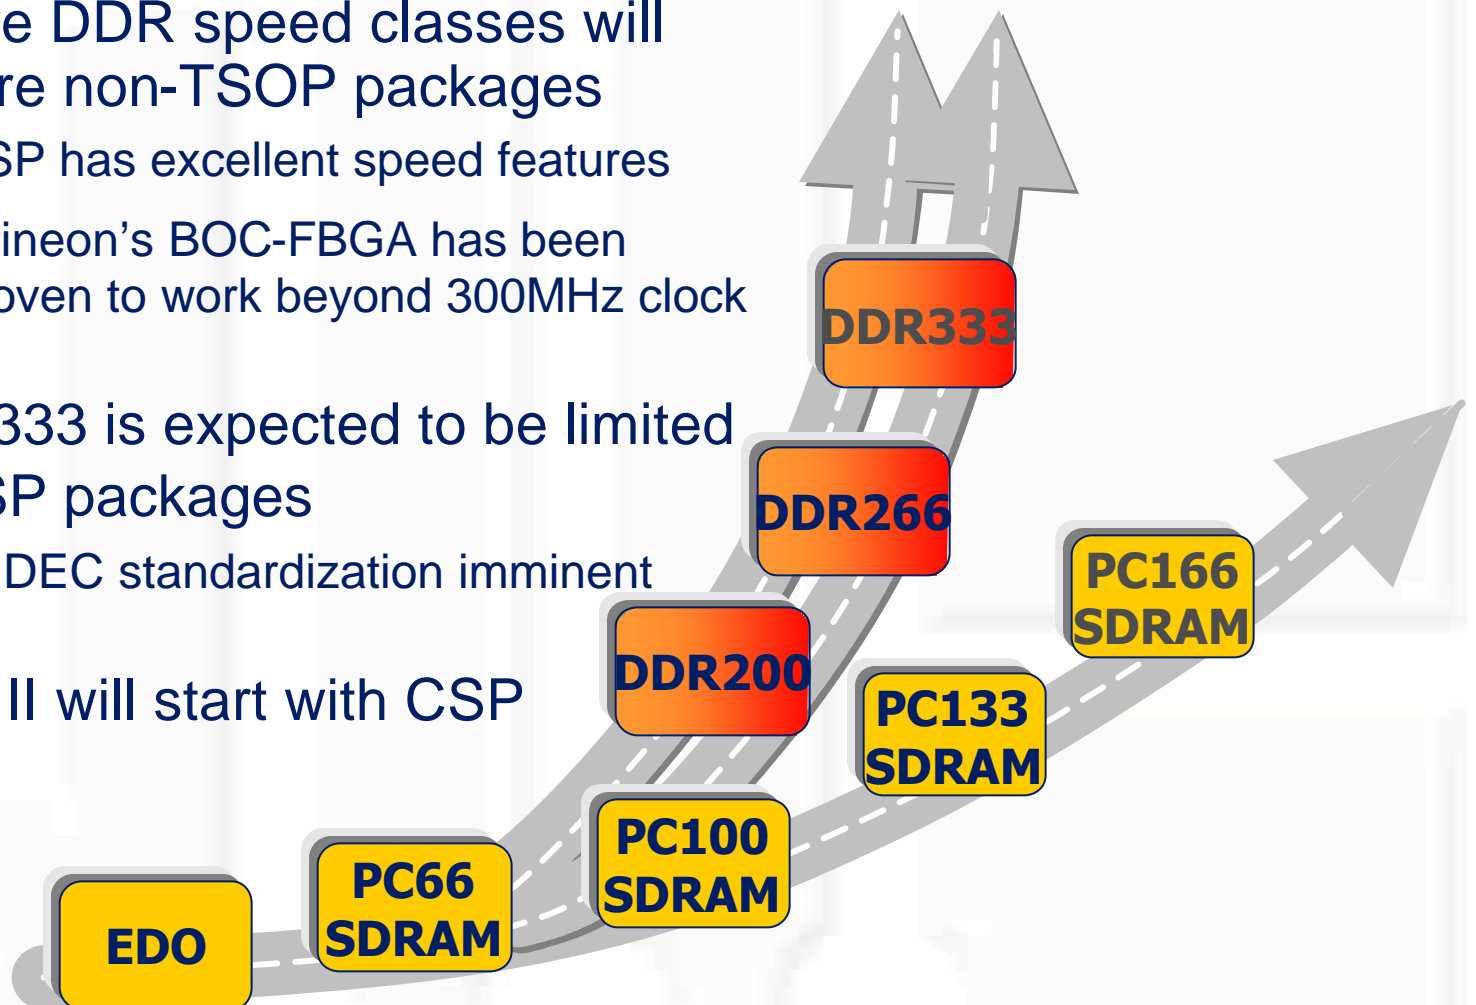 ve DDR speed classes will
re non-TSOP packages
SP has excellent speed features
ineon's BOC-FBGA has been
oven to work beyond 300MHz clock
333 is expected to be limited
SP packages
DEC standardization imminent
II will start with CSP
DDR333
DDR266
DDR200
PC166
SDRAM
PC133
SDRAM
PC100
SDRAM
PC66
SDRAM
EDO